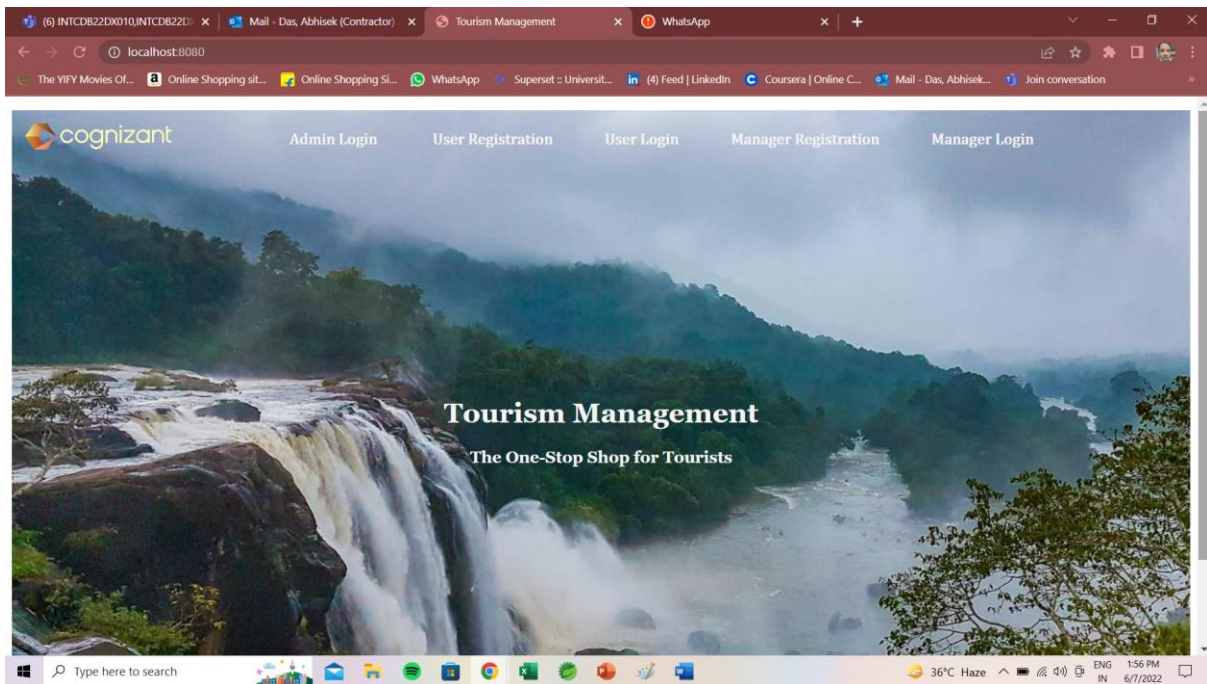 (6) INTCDB22DX010,INTCDB22D
Mail - Das, Abhisek (Contractor)
Tourism Management
WhatsApp
localhost:8080
The YIFY Movies Of...
Online Shopping sit...
Online Shopping Si...
WhatsApp
Superset :: Universit...
(4) Feed | LinkedIn
Coursera | Online C...
Mail - Das, Abhisek...
Join conversation
»
cognizant
Admin Login
User Registration
User Login
Manager Registration
Manager Login
Tourism Management
The One-Stop Shop for Tourists
Type here to search
36°C Haze
ENG
IN
1:56 PM
6/7/2022